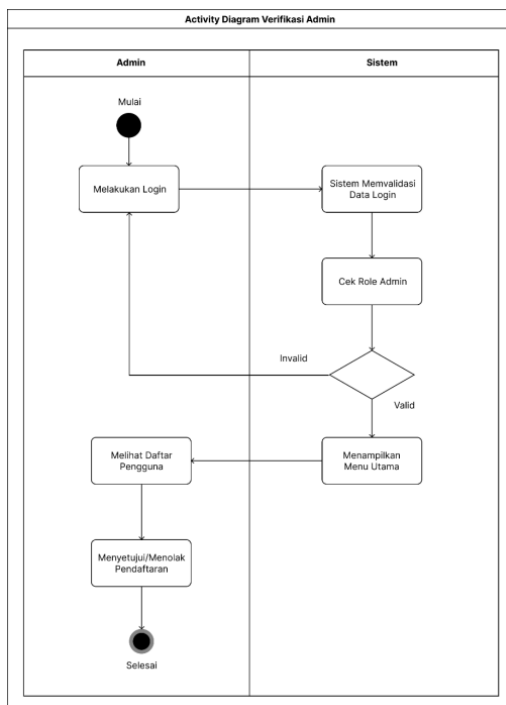 Activity Diagram Verifikasi Admin
Admin
Sistem
Mulai
Melakukan Login
Sistem Memvalidasi
Data Login
Cek Role Admin
Invalid
Valid
Melihat Daftar
Pengguna
Menampilkan
Menu Utama
Menyetujui/Menolak
Pendaftaran
Selesai